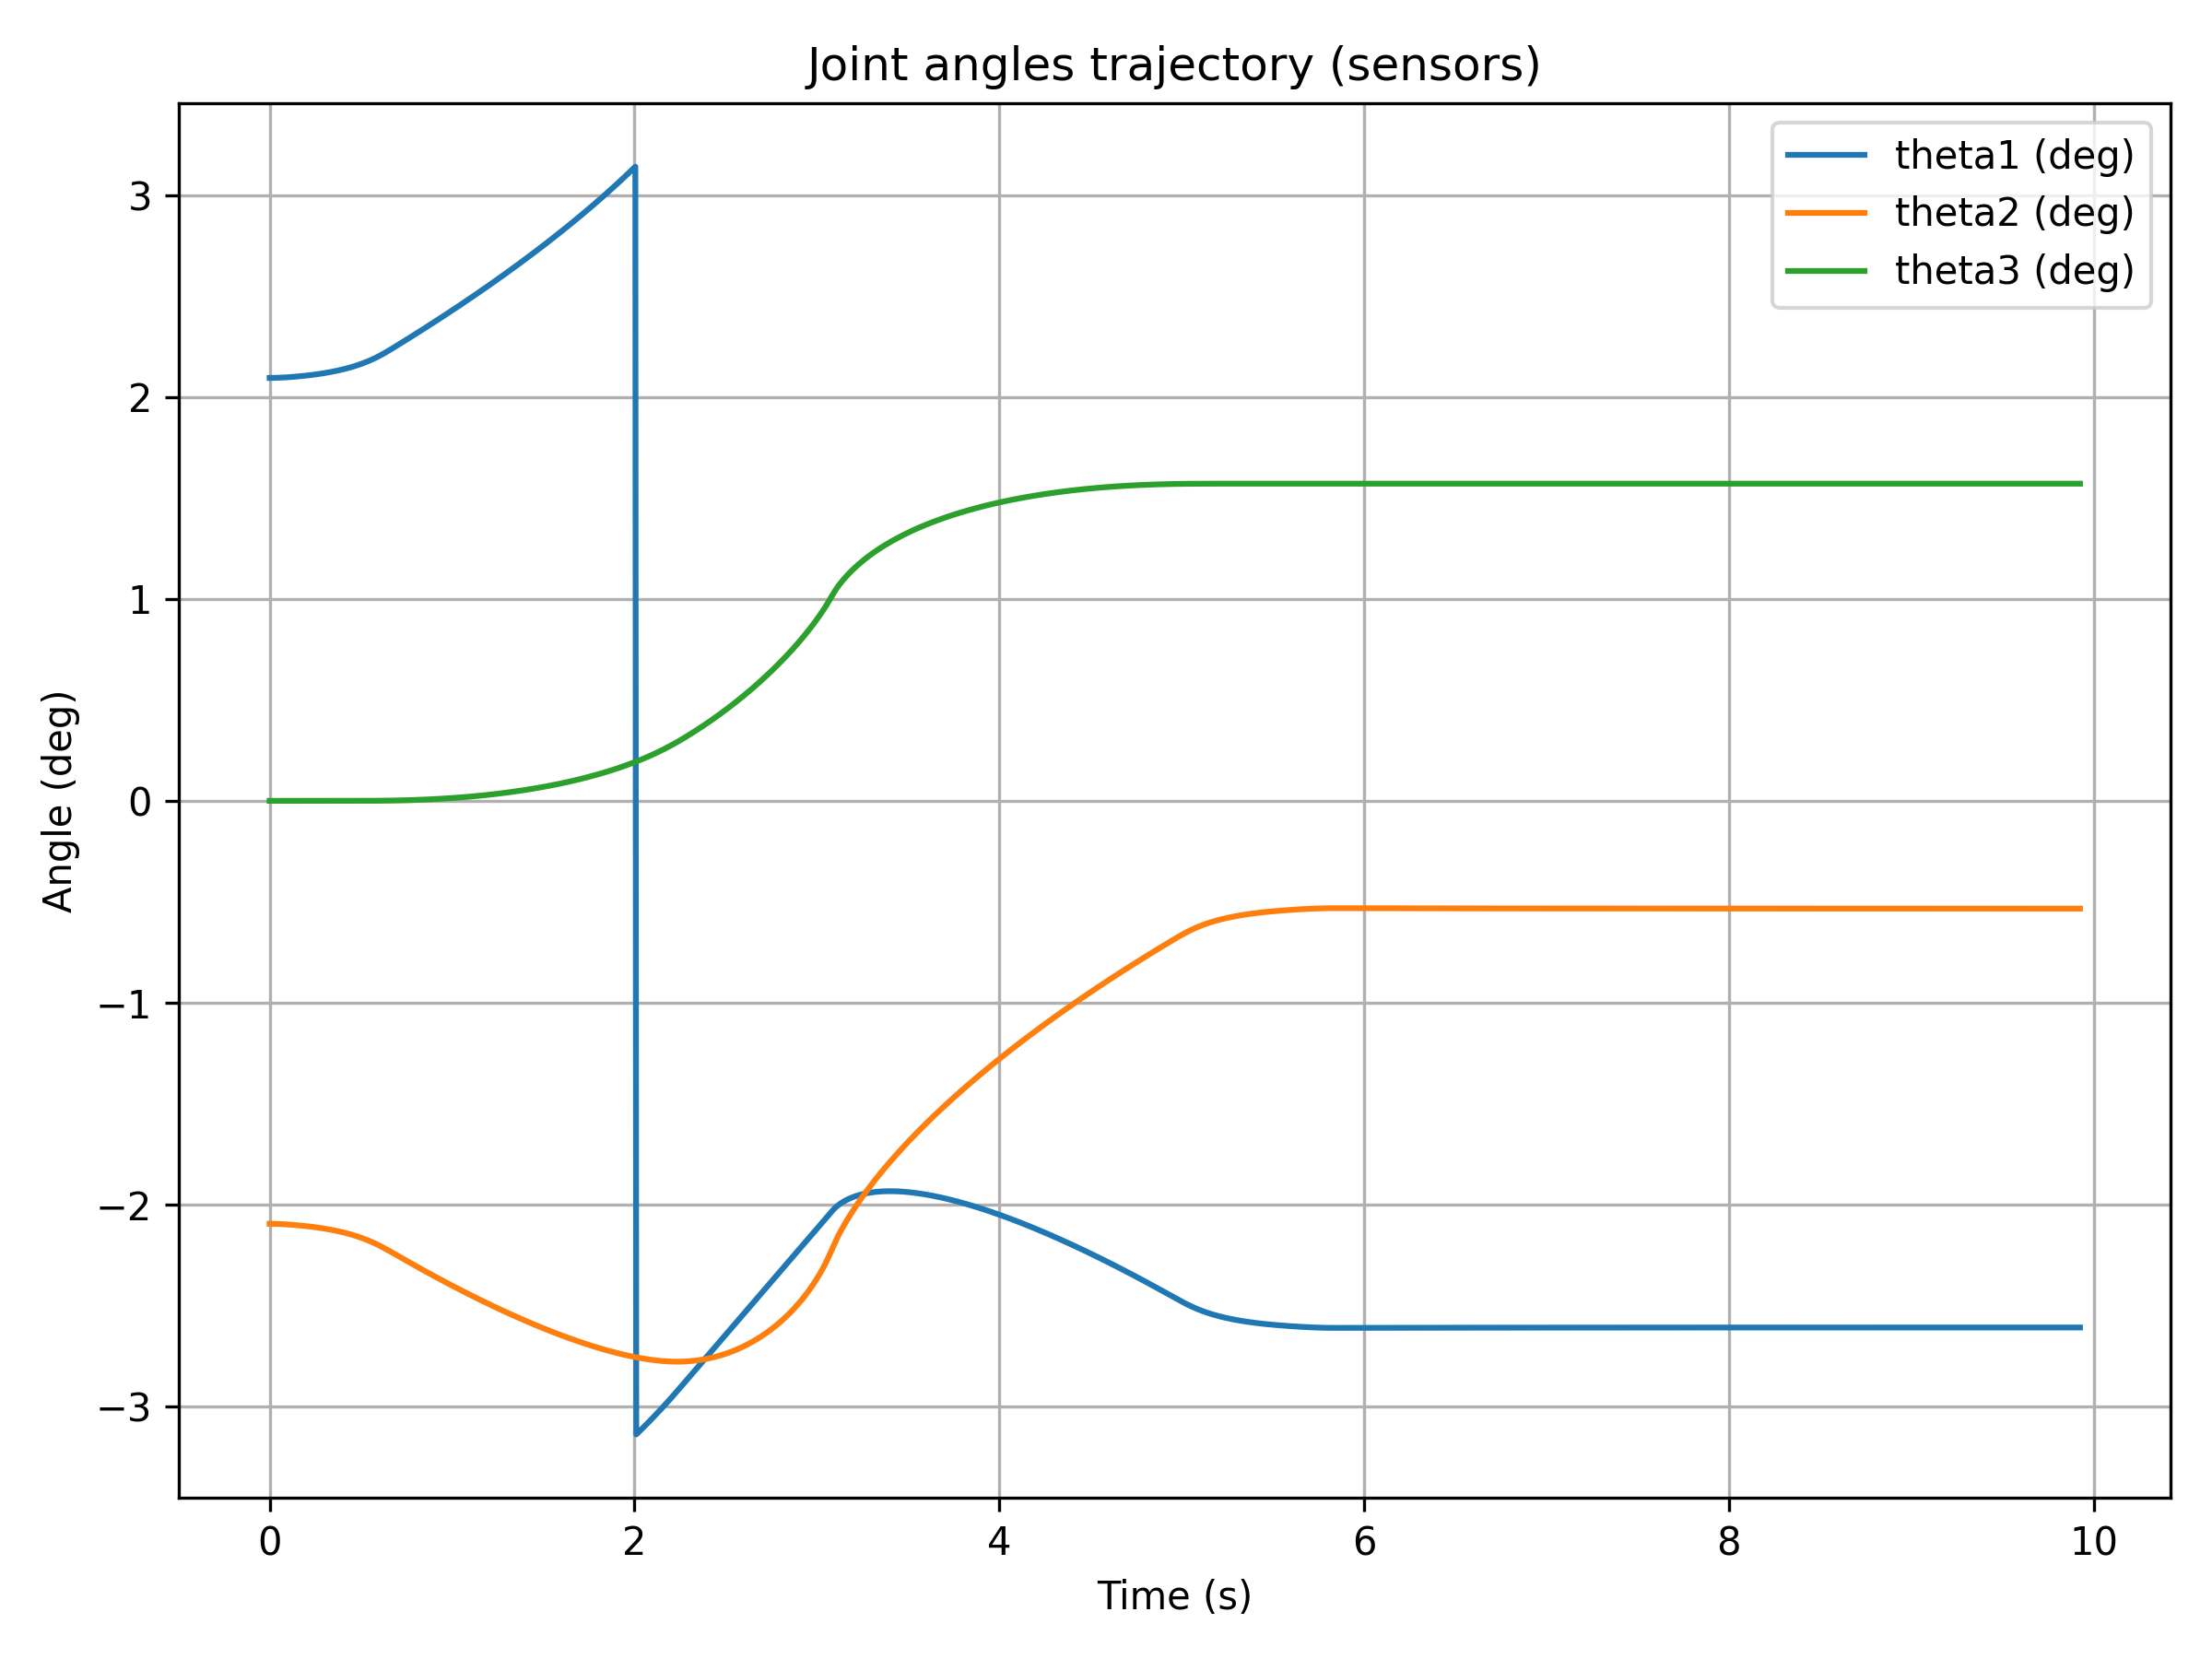 Joint angles trajectory (sensors)
theta1 (deg)
theta2 (deg)
theta3 (deg)
3
2
1
0
−1
−2
−3
Angle (deg)
0 2 4 6 8 10
Time (s)